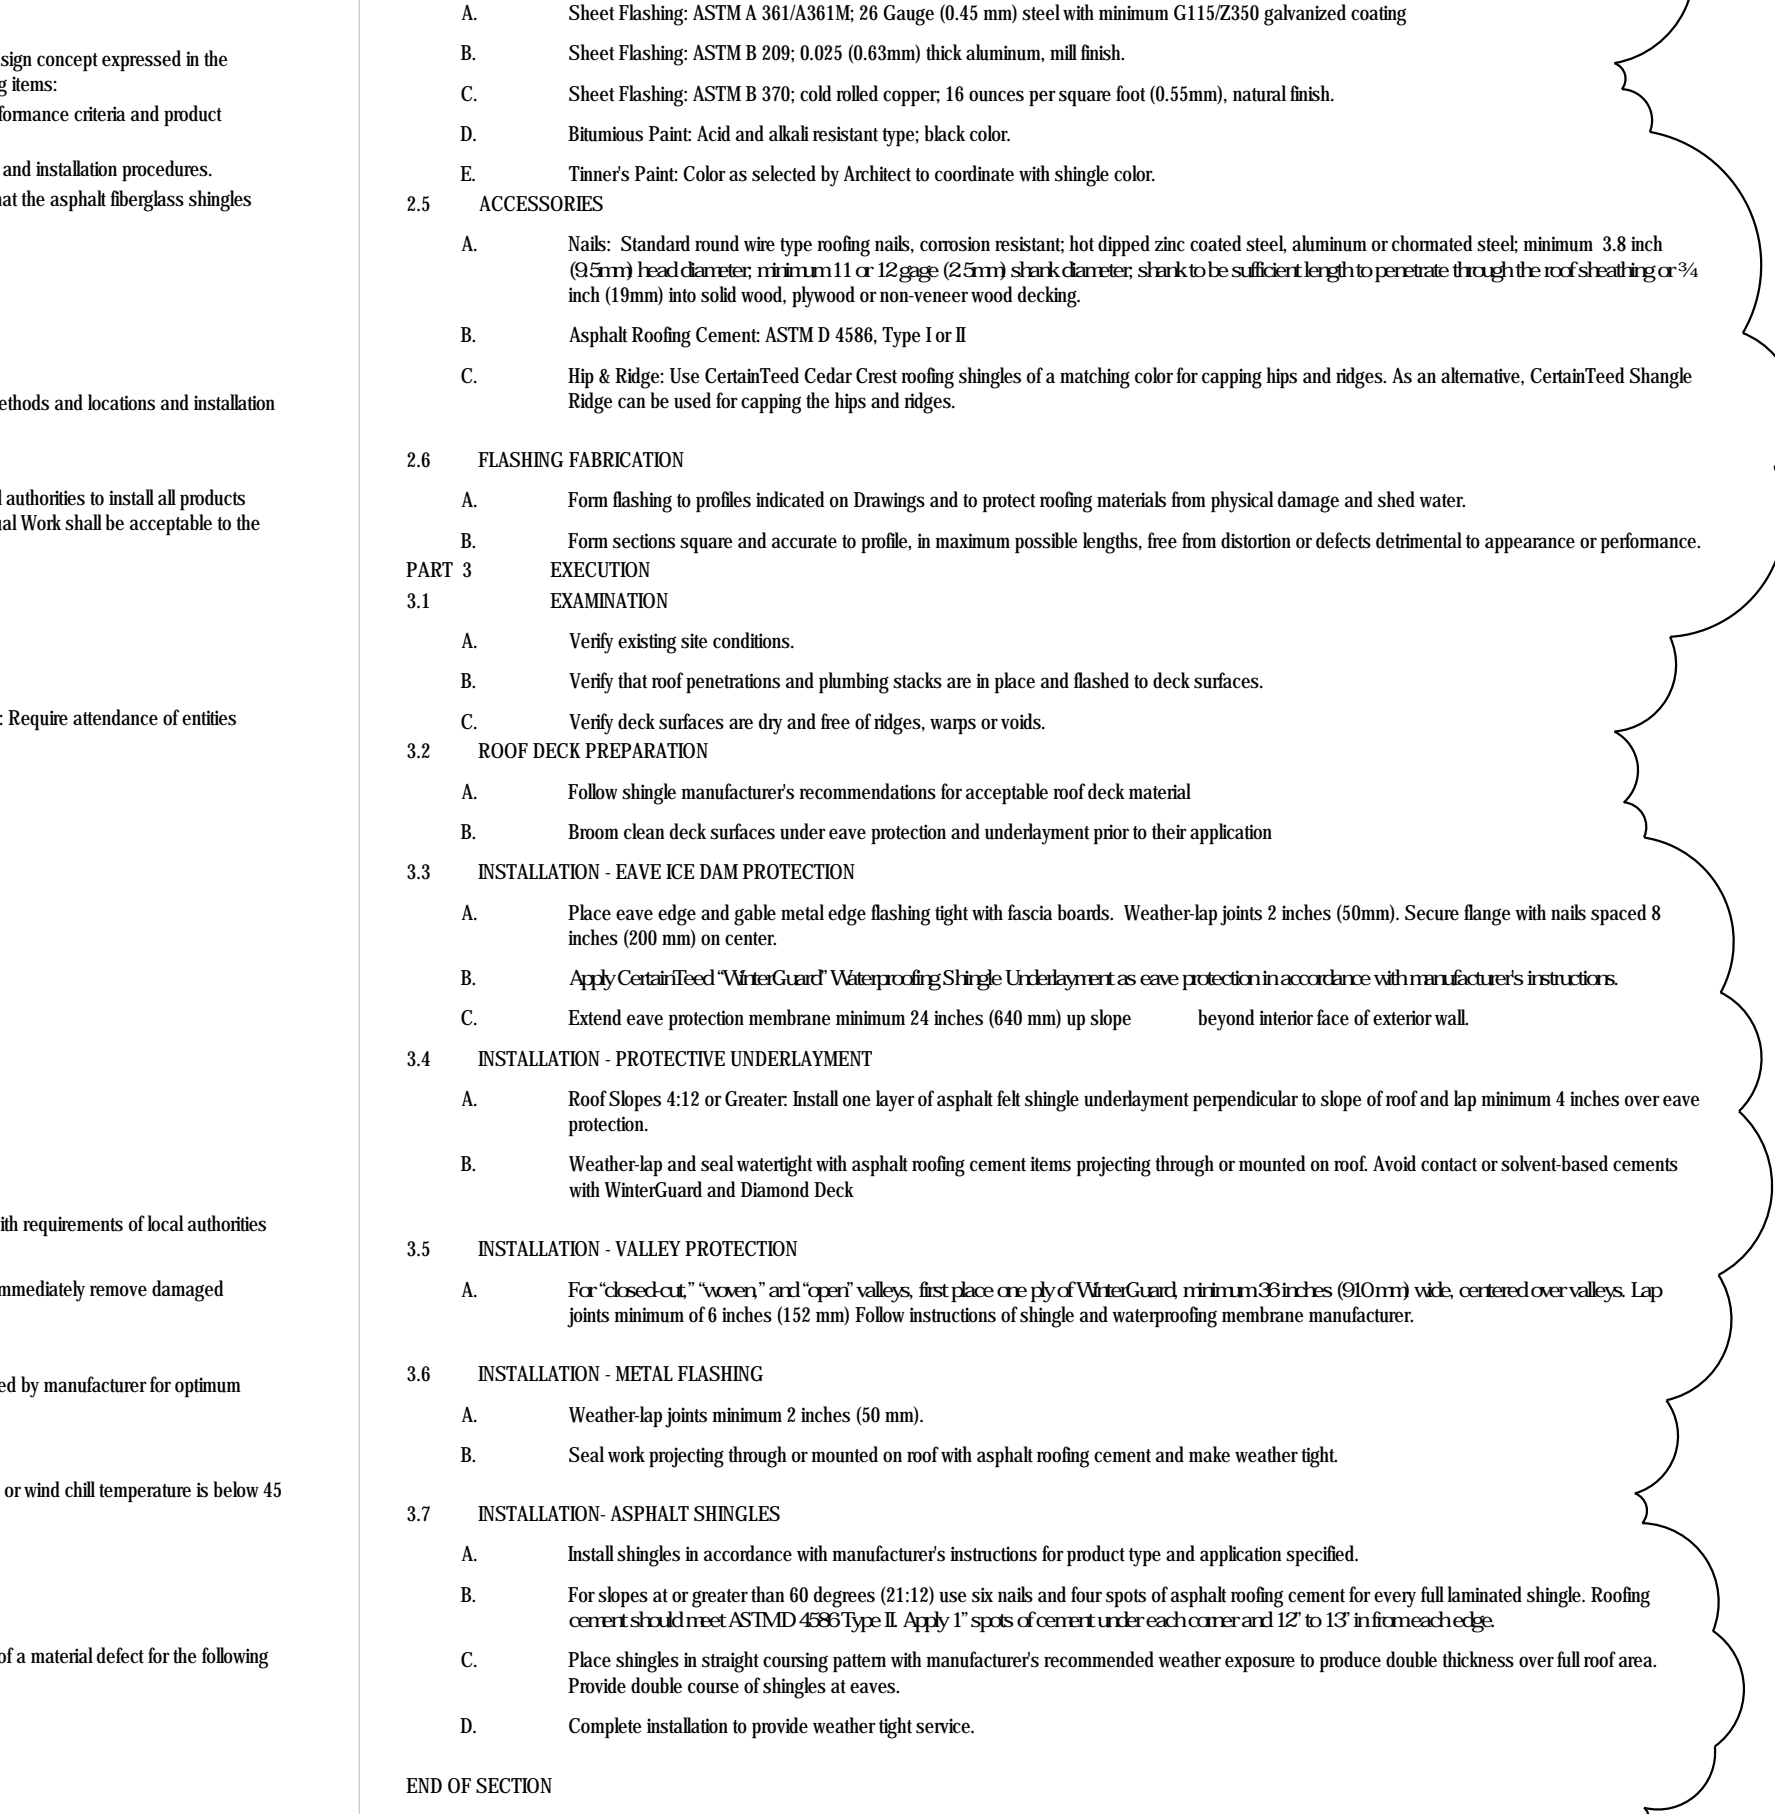 sign concept expressed in the
g items:
formance criteria and product
and installation procedures.
hat the asphalt fiberglass shingles
ethods and locations and installation
l authorities to install all products
ual Work shall be acceptable to the
: Require attendance of entities
ith requirements of local authorities
mmediately remove damaged
ed by manufacturer for optimum
or wind chill temperature is below 45
of a material defect for the following
A. Sheet Flashing: ASTM A 361/A361M; 26 Gauge (0.45 mm) steel with minimum G115/Z350 galvanized coating
B. Sheet Flashing: ASTM B 209; 0.025 (0.63mm) thick aluminum, mill finish.
C. Sheet Flashing: ASTM B 370; cold rolled copper; 16 ounces per square foot (0.55mm), natural finish.
D. Bitumious Paint: Acid and alkali resistant type; black color.
E. Tinner's Paint: Color as selected by Architect to coordinate with shingle color.
2.5 ACCESSORIES
A. Nails: Standard round wire type roofing nails, corrosion resistant; hot dipped zinc coated steel, aluminum or chormated steel; minimum 3.8 inch
(9.5mm) head diameter; minimum 11 or 12 gage (2.5mm) shank diameter; shank to be sufficient length to penetrate through the roof sheathing or ¾
inch (19mm) into solid wood, plywood or non-veneer wood decking.
B. Asphalt Roofing Cement: ASTM D 4586, Type I or II
C. Hip & Ridge: Use CertainTeed Cedar Crest roofing shingles of a matching color for capping hips and ridges. As an alternative, CertainTeed Shangle
Ridge can be used for capping the hips and ridges.
2.6 FLASHING FABRICATION
A. Form flashing to profiles indicated on Drawings and to protect roofing materials from physical damage and shed water.
B. Form sections square and accurate to profile, in maximum possible lengths, free from distortion or defects detrimental to appearance or performance.
PART 3 EXECUTION
3.1 EXAMINATION
A. Verify existing site conditions.
B. Verify that roof penetrations and plumbing stacks are in place and flashed to deck surfaces.
C. Verify deck surfaces are dry and free of ridges, warps or voids.
3.2 ROOF DECK PREPARATION
A. Follow shingle manufacturer's recommendations for acceptable roof deck material
B. Broom clean deck surfaces under eave protection and underlayment prior to their application
3.3 INSTALLATION - EAVE ICE DAM PROTECTION
A. Place eave edge and gable metal edge flashing tight with fascia boards. Weather-lap joints 2 inches (50mm). Secure flange with nails spaced 8
inches (200 mm) on center.
B. Apply CertainTeed “WinterGuard” Waterproofing Shingle Underlayment as eave protection in accordance with manufacturer's instructions.
C. Extend eave protection membrane minimum 24 inches (640 mm) up slope beyond interior face of exterior wall.
3.4 INSTALLATION - PROTECTIVE UNDERLAYMENT
A. Roof Slopes 4:12 or Greater: Install one layer of asphalt felt shingle underlayment perpendicular to slope of roof and lap minimum 4 inches over eave
protection.
B. Weather-lap and seal watertight with asphalt roofing cement items projecting through or mounted on roof. Avoid contact or solvent-based cements
with WinterGuard and Diamond Deck
3.5 INSTALLATION - VALLEY PROTECTION
A. For “closed-cut,” “woven,” and “open” valleys, first place one ply of WinterGuard, minimum 36 inches (910 mm) wide, centered over valleys. Lap
joints minimum of 6 inches (152 mm) Follow instructions of shingle and waterproofing membrane manufacturer.
3.6 INSTALLATION - METAL FLASHING
A. Weather-lap joints minimum 2 inches (50 mm).
B. Seal work projecting through or mounted on roof with asphalt roofing cement and make weather tight.
3.7 INSTALLATION- ASPHALT SHINGLES
A. Install shingles in accordance with manufacturer's instructions for product type and application specified.
B. For slopes at or greater than 60 degrees (21:12) use six nails and four spots of asphalt roofing cement for every full laminated shingle. Roofing
cement should meet ASTM D 4586 Type II. Apply 1” spots of cement under each corner and 12” to 13” in from each edge.
C. Place shingles in straight coursing pattern with manufacturer's recommended weather exposure to produce double thickness over full roof area.
Provide double course of shingles at eaves.
D. Complete installation to provide weather tight service.
END OF SECTION